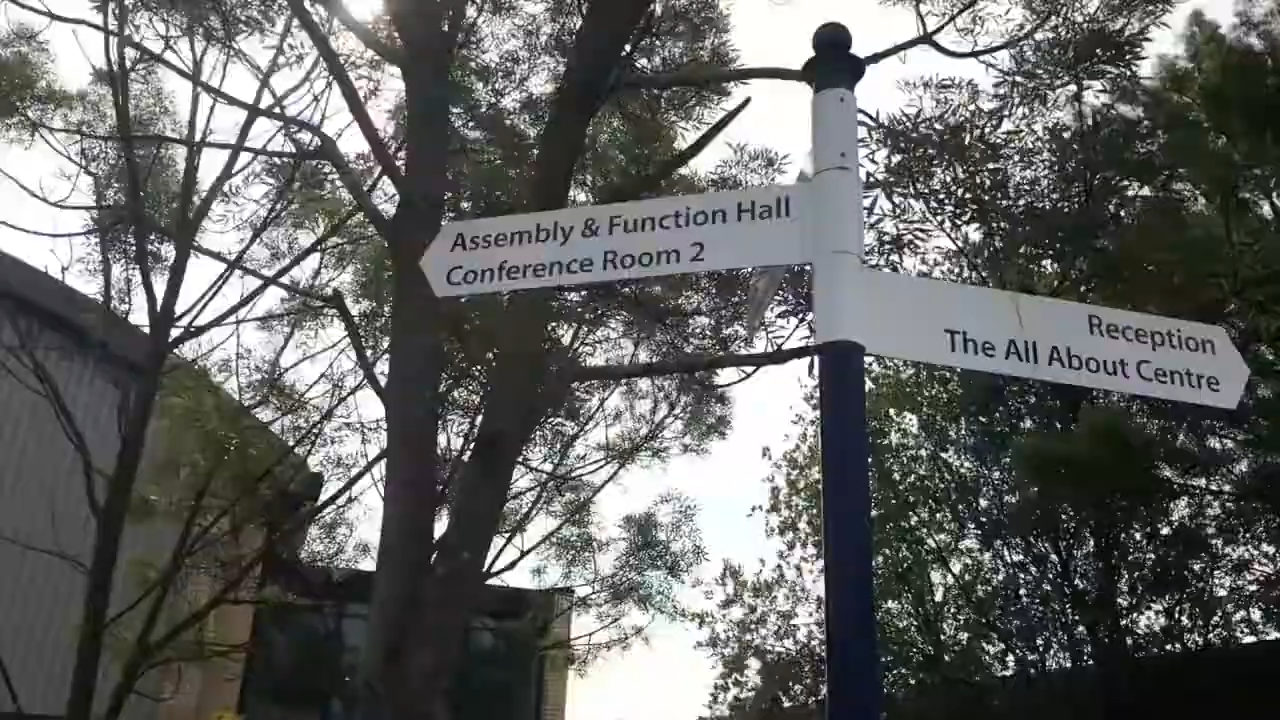 Assembly & Function Hall
Conference Room 2
Reception
The All About Centre